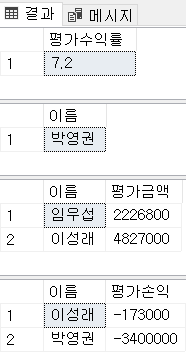 결과 메시지
평가수익률
1 7.2
이름
1 박영권
이름 평가금액
1 임우섭 2226800
2 이성래 4827000
이름 평가손익
1 이성래 -173000
2 박영권 -3400000